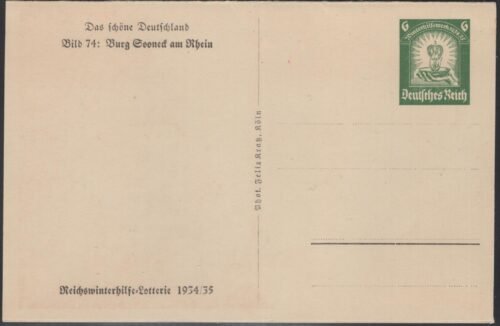 Das schöne Deutschland
Bild 74: Burg Sooneck am Rhein
6 6
Deutsches Reich
Phot. Felix Kratz, Köln
Reichswinterhilfe-Lotterie 1934/35